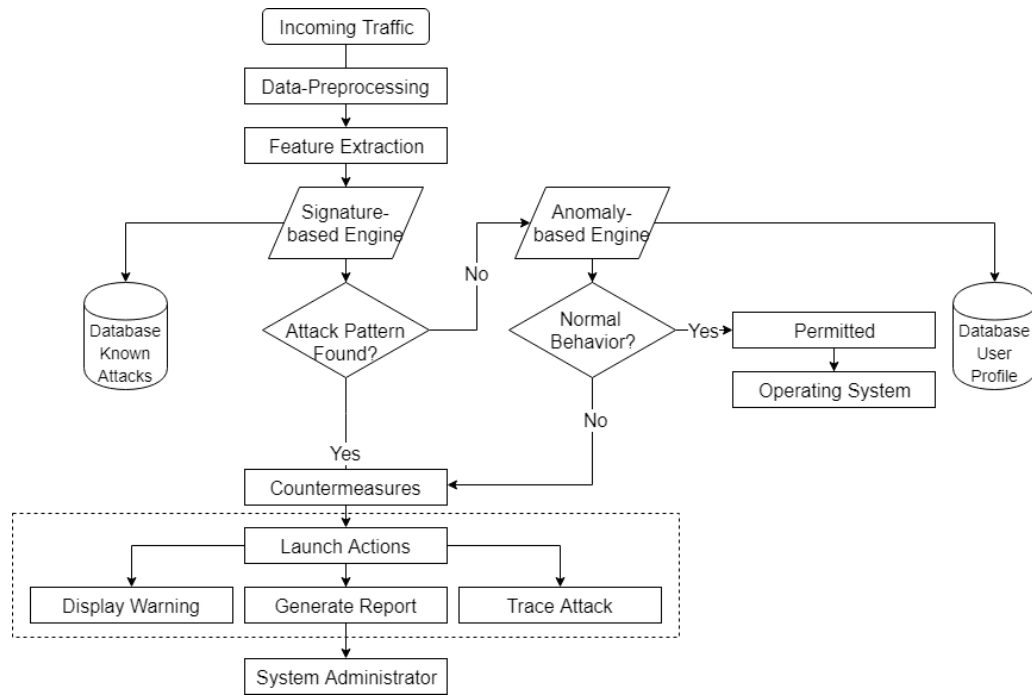 Incoming Traffic
Data-Preprocessing
Feature Extraction
Signature-
based Engine
Anomaly-
based Engine
No
Database
Known
Attacks
Attack Pattern
Found?
Normal
Behavior?
Yes
Permitted
Operating System
Database
User
Profile
No
Yes
Countermeasures
Launch Actions
Display Warning
Generate Report
Trace Attack
System Administrator